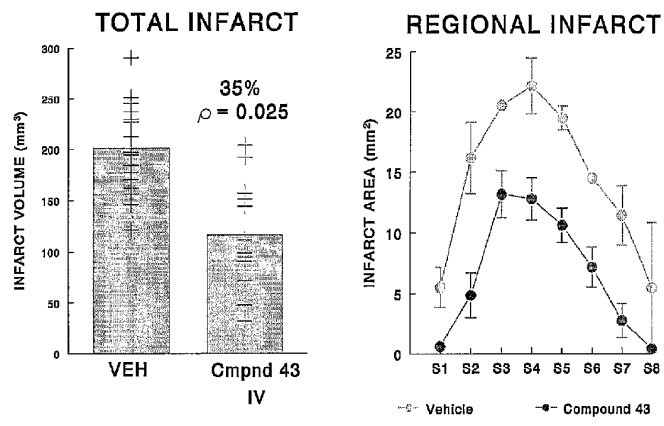 TOTAL INFARCT
INFARCT VOLUME (mm³)
300
250
200
150
100
50
0
35%
ρ = 0.025
VEH
Cmpnd 43
IV
REGIONAL INFARCT
INFARCT AREA (mm²)
25
20
15
10
5
0
S1 S2 S3 S4 S5 S6 S7 S8
Vehicle
Compound 43